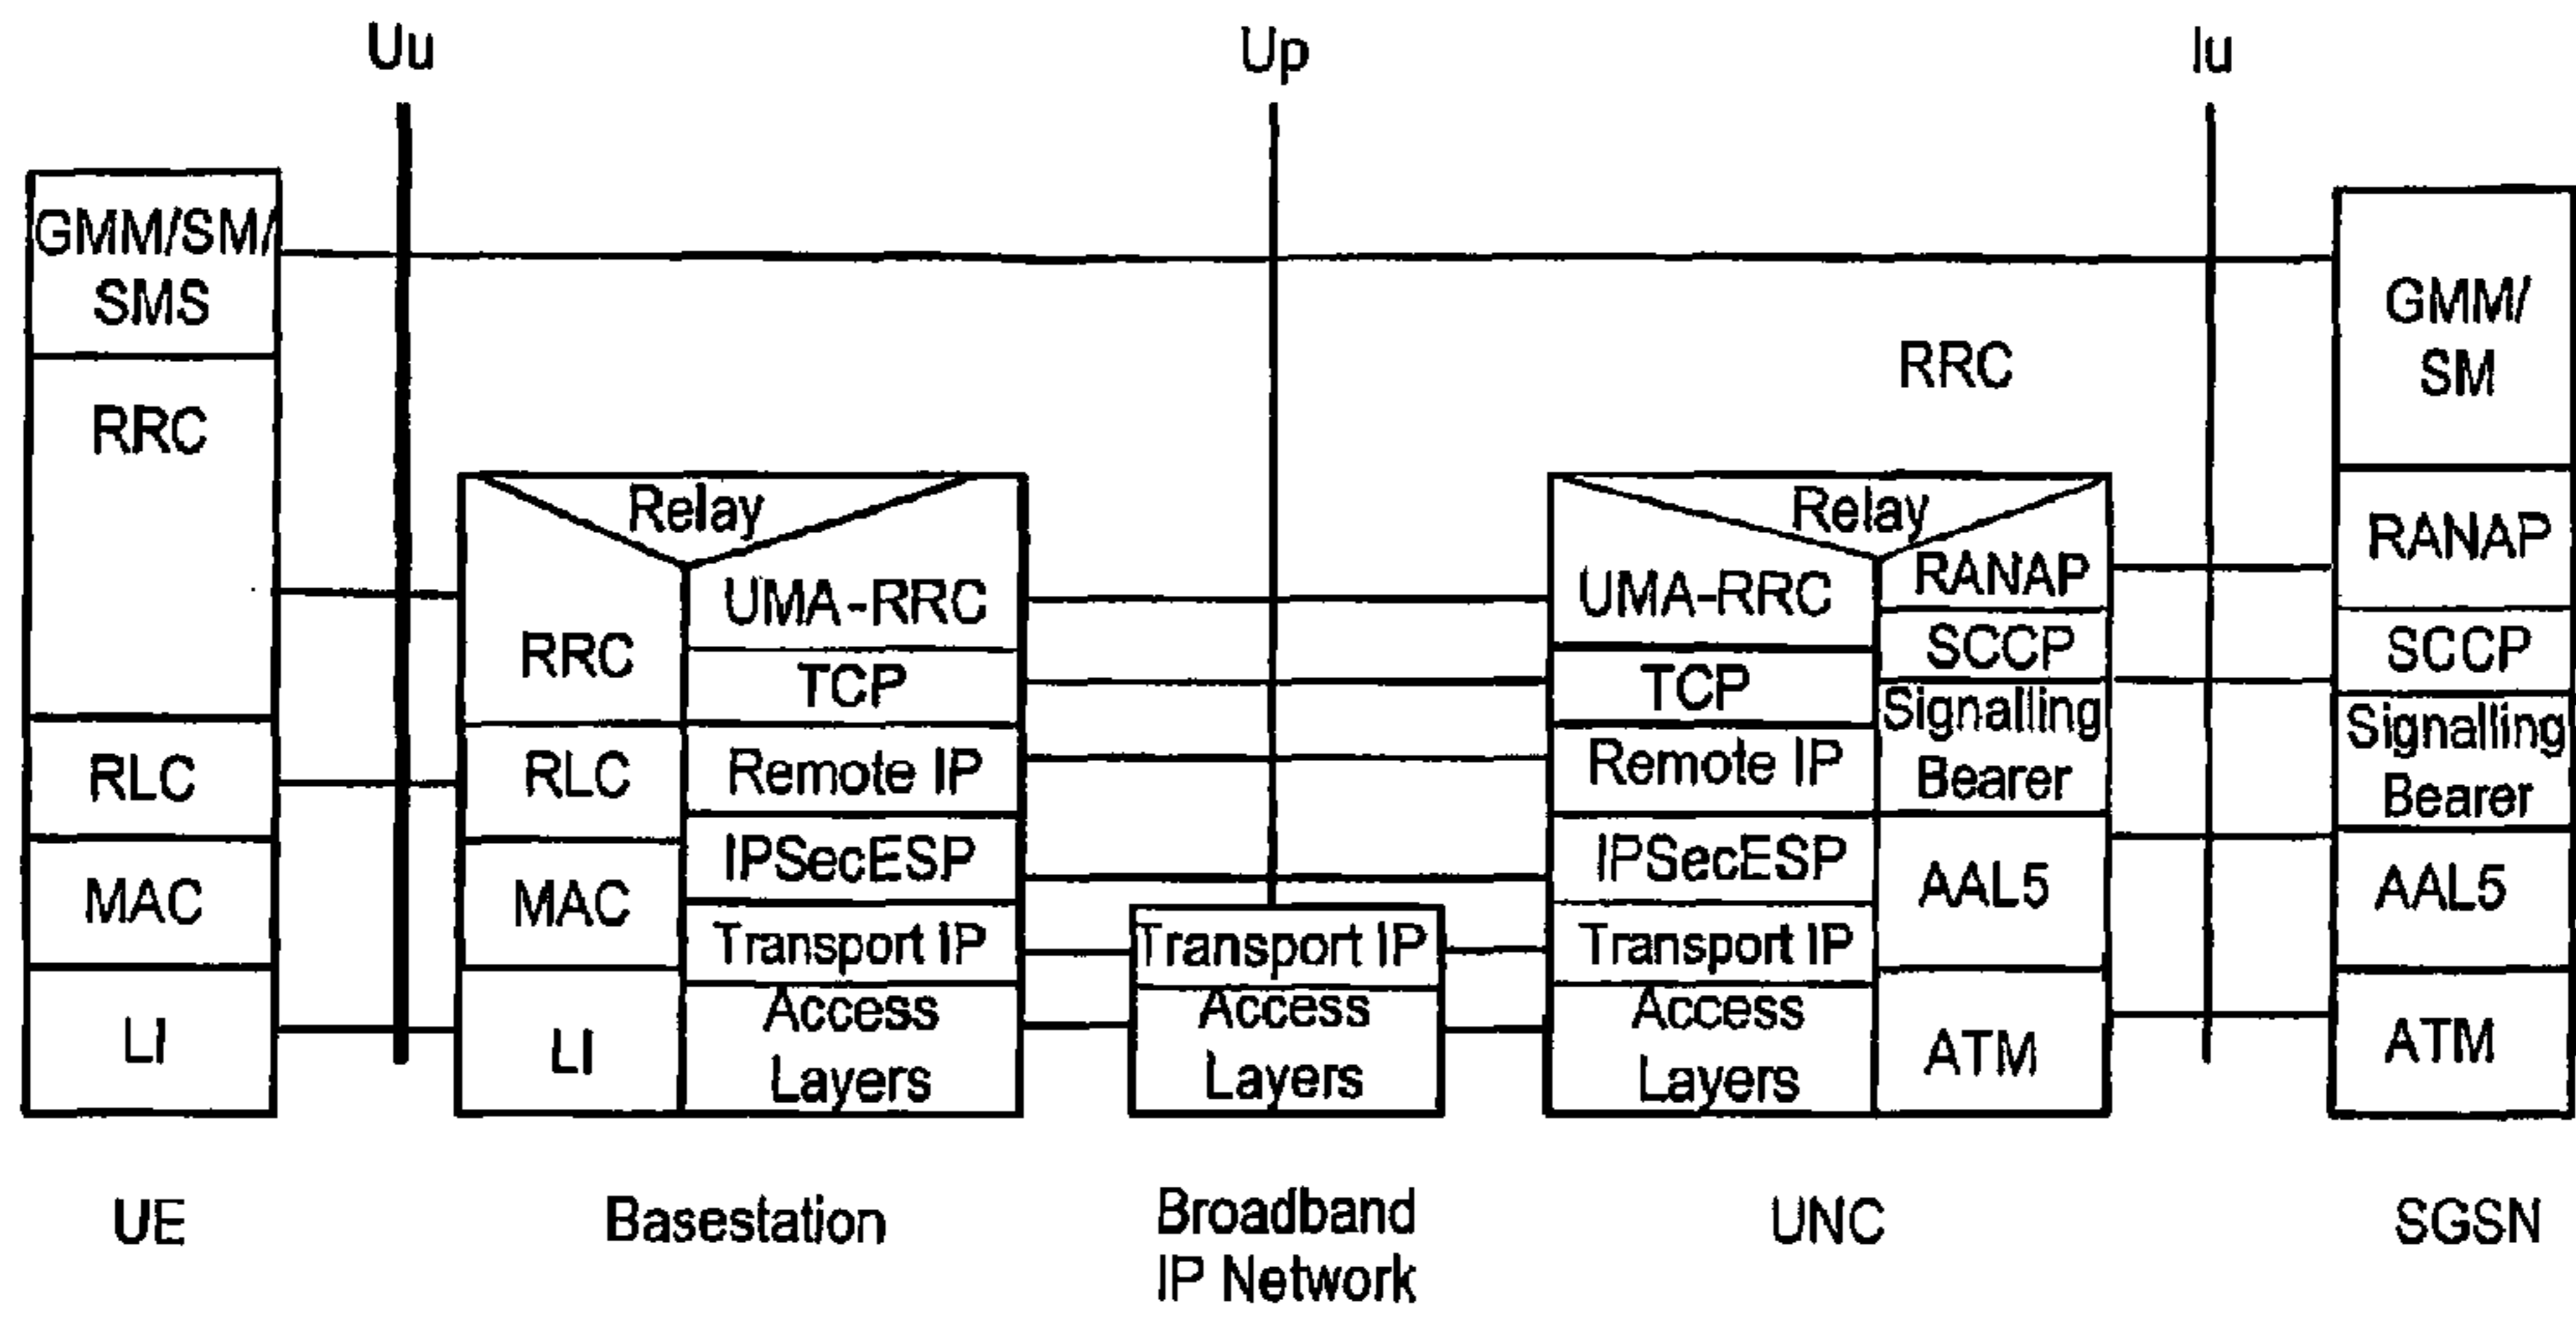 Uu
Up
Iu
GMM/SM/
SMS
RRC
RLC
MAC
LI
UE
Relay
RRC
RLC
MAC
LI
UMA-RRC
TCP
Remote IP
IPSecESP
Transport IP
Access
Layers
Basestation
Transport IP
Access
Layers
Broadband
IP Network
RRC
Relay
UMA-RRC
TCP
Remote IP
IPSecESP
Transport IP
Access
Layers
RANAP
SCCP
Signalling
Bearer
AAL5
ATM
UNC
GMM/
SM
RANAP
SCCP
Signalling
Bearer
AAL5
ATM
SGSN